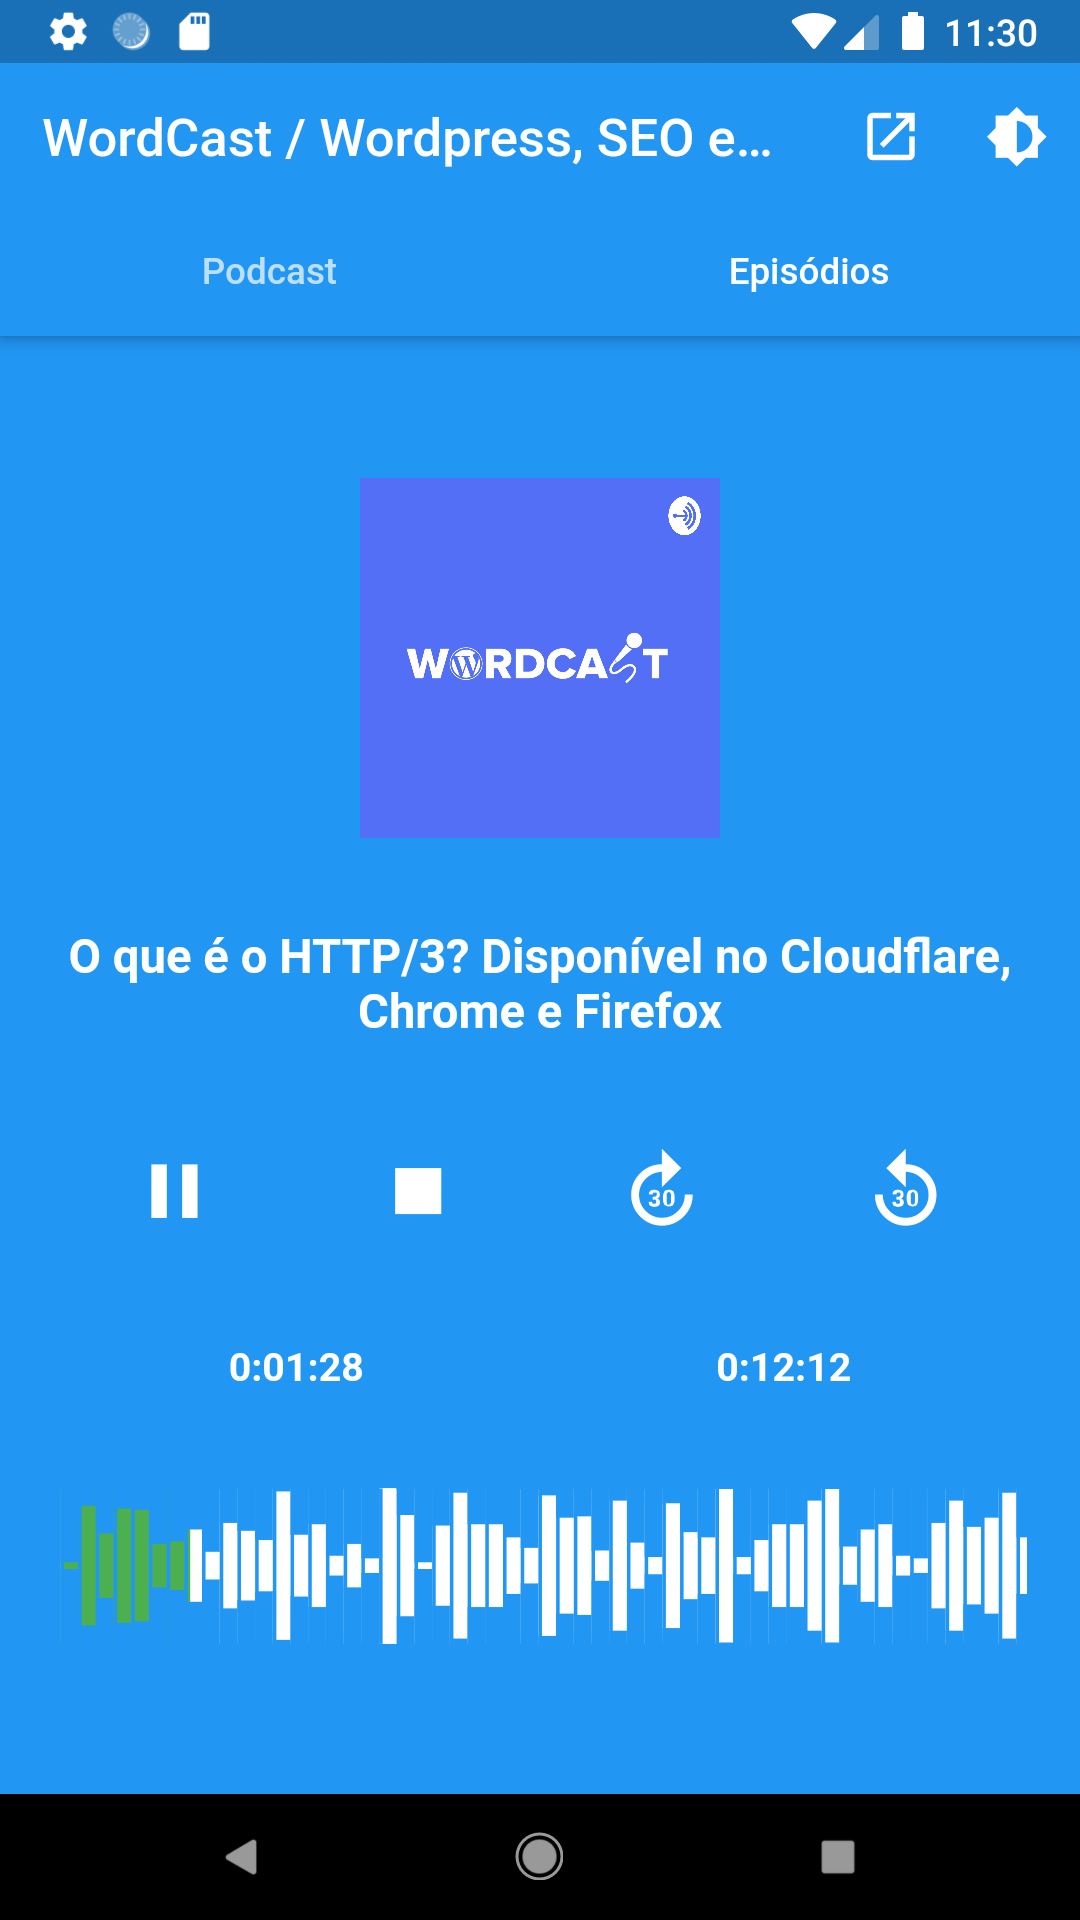 11:30
WordCast / Wordpress, SEO e...
Podcast
Episódios
WORDCAST
O que é o HTTP/3? Disponível no Cloudflare,
Chrome e Firefox
30
30
0:01:28
0:12:12